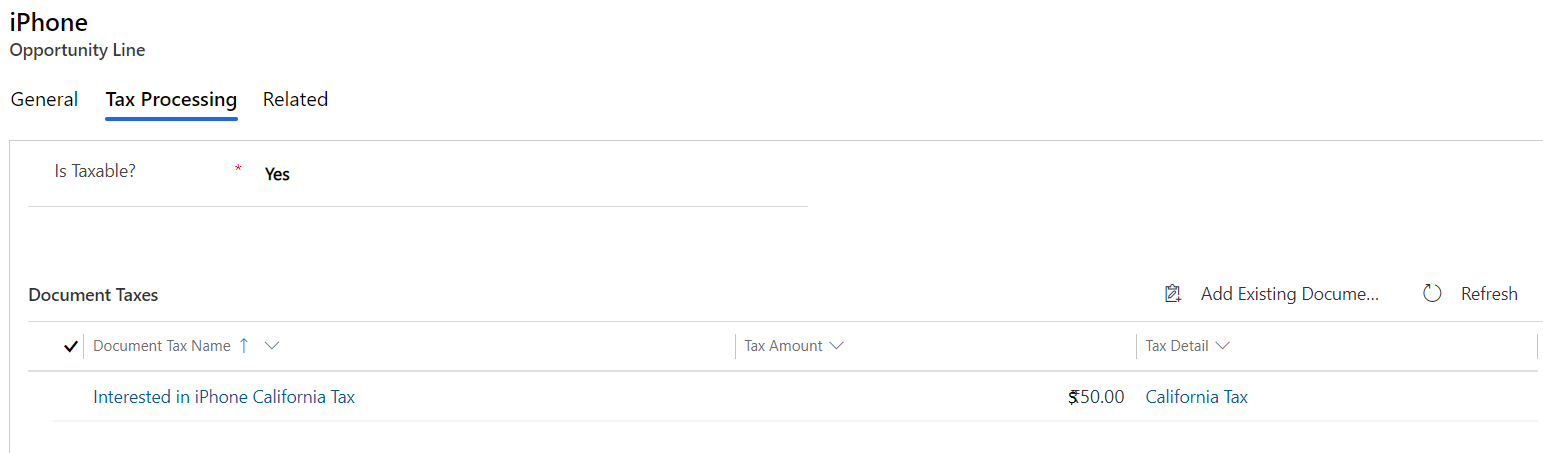 iPhone
Opportunity Line
General Tax Processing Related
Is Taxable? * Yes
Document Taxes Add Existing Docume... Refresh
Document Tax Name ↑ Tax Amount Tax Detail
Interested in iPhone California Tax $50.00 California Tax